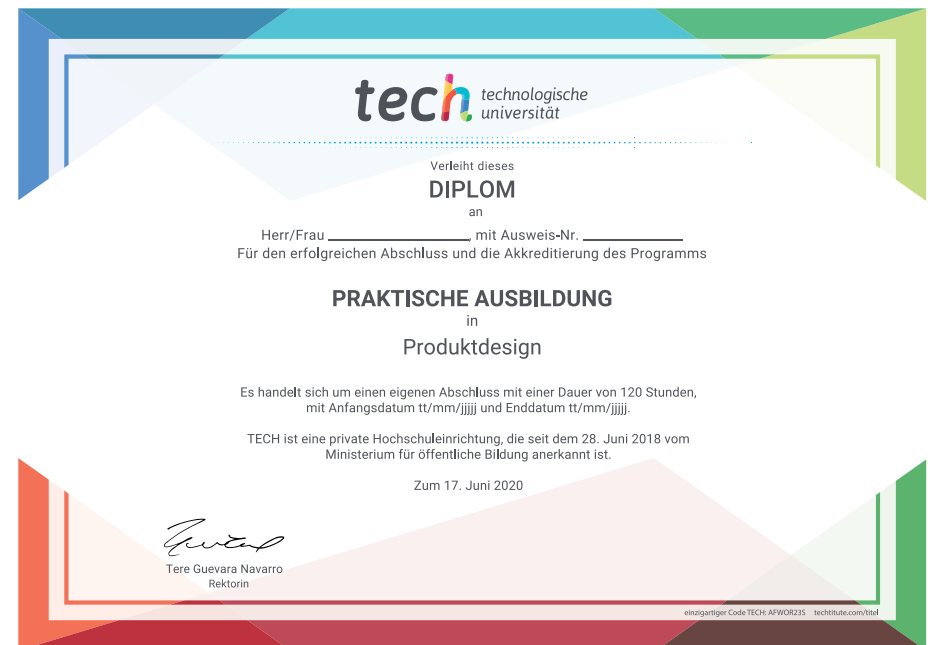 tech technologische
universität
Verleiht dieses
DIPLOM
an
Herr/Frau ____________, mit Ausweis-Nr. ____________
Für den erfolgreichen Abschluss und die Akkreditierung des Programms
PRAKTISCHE AUSBILDUNG
in
Produktdesign
Es handelt sich um einen eigenen Abschluss mit einer Dauer von 120 Stunden,
mit Anfangsdatum tt/mm/jjjjj und Enddatum tt/mm/jjjjj.
TECH ist eine private Hochschuleinrichtung, die seit dem 28. Juni 2018 vom
Ministerium für öffentliche Bildung anerkannt ist.
Zum 17. Juni 2020
Tere Guevara Navarro
Rektorin
einzigartiger Code TECH: AFWOR23S techtitute.com/titel